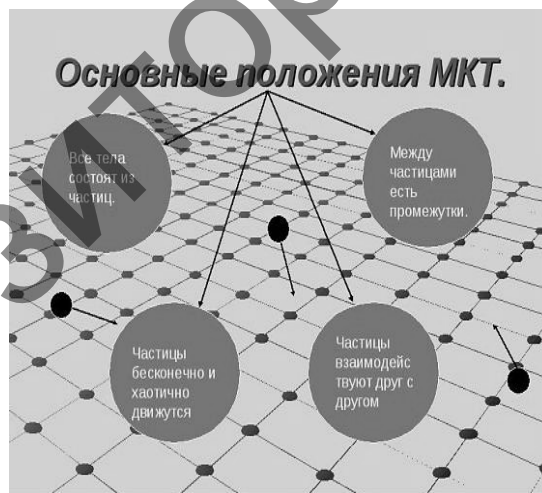 Основные положения МКТ.
Все тела
состоят из
частиц.
Между
частицами
есть
промежутки.
Частицы
бесконечно и
хаотично
движутся
Частицы
взаимодейс
твуют друг с
другом
ЗИТОР